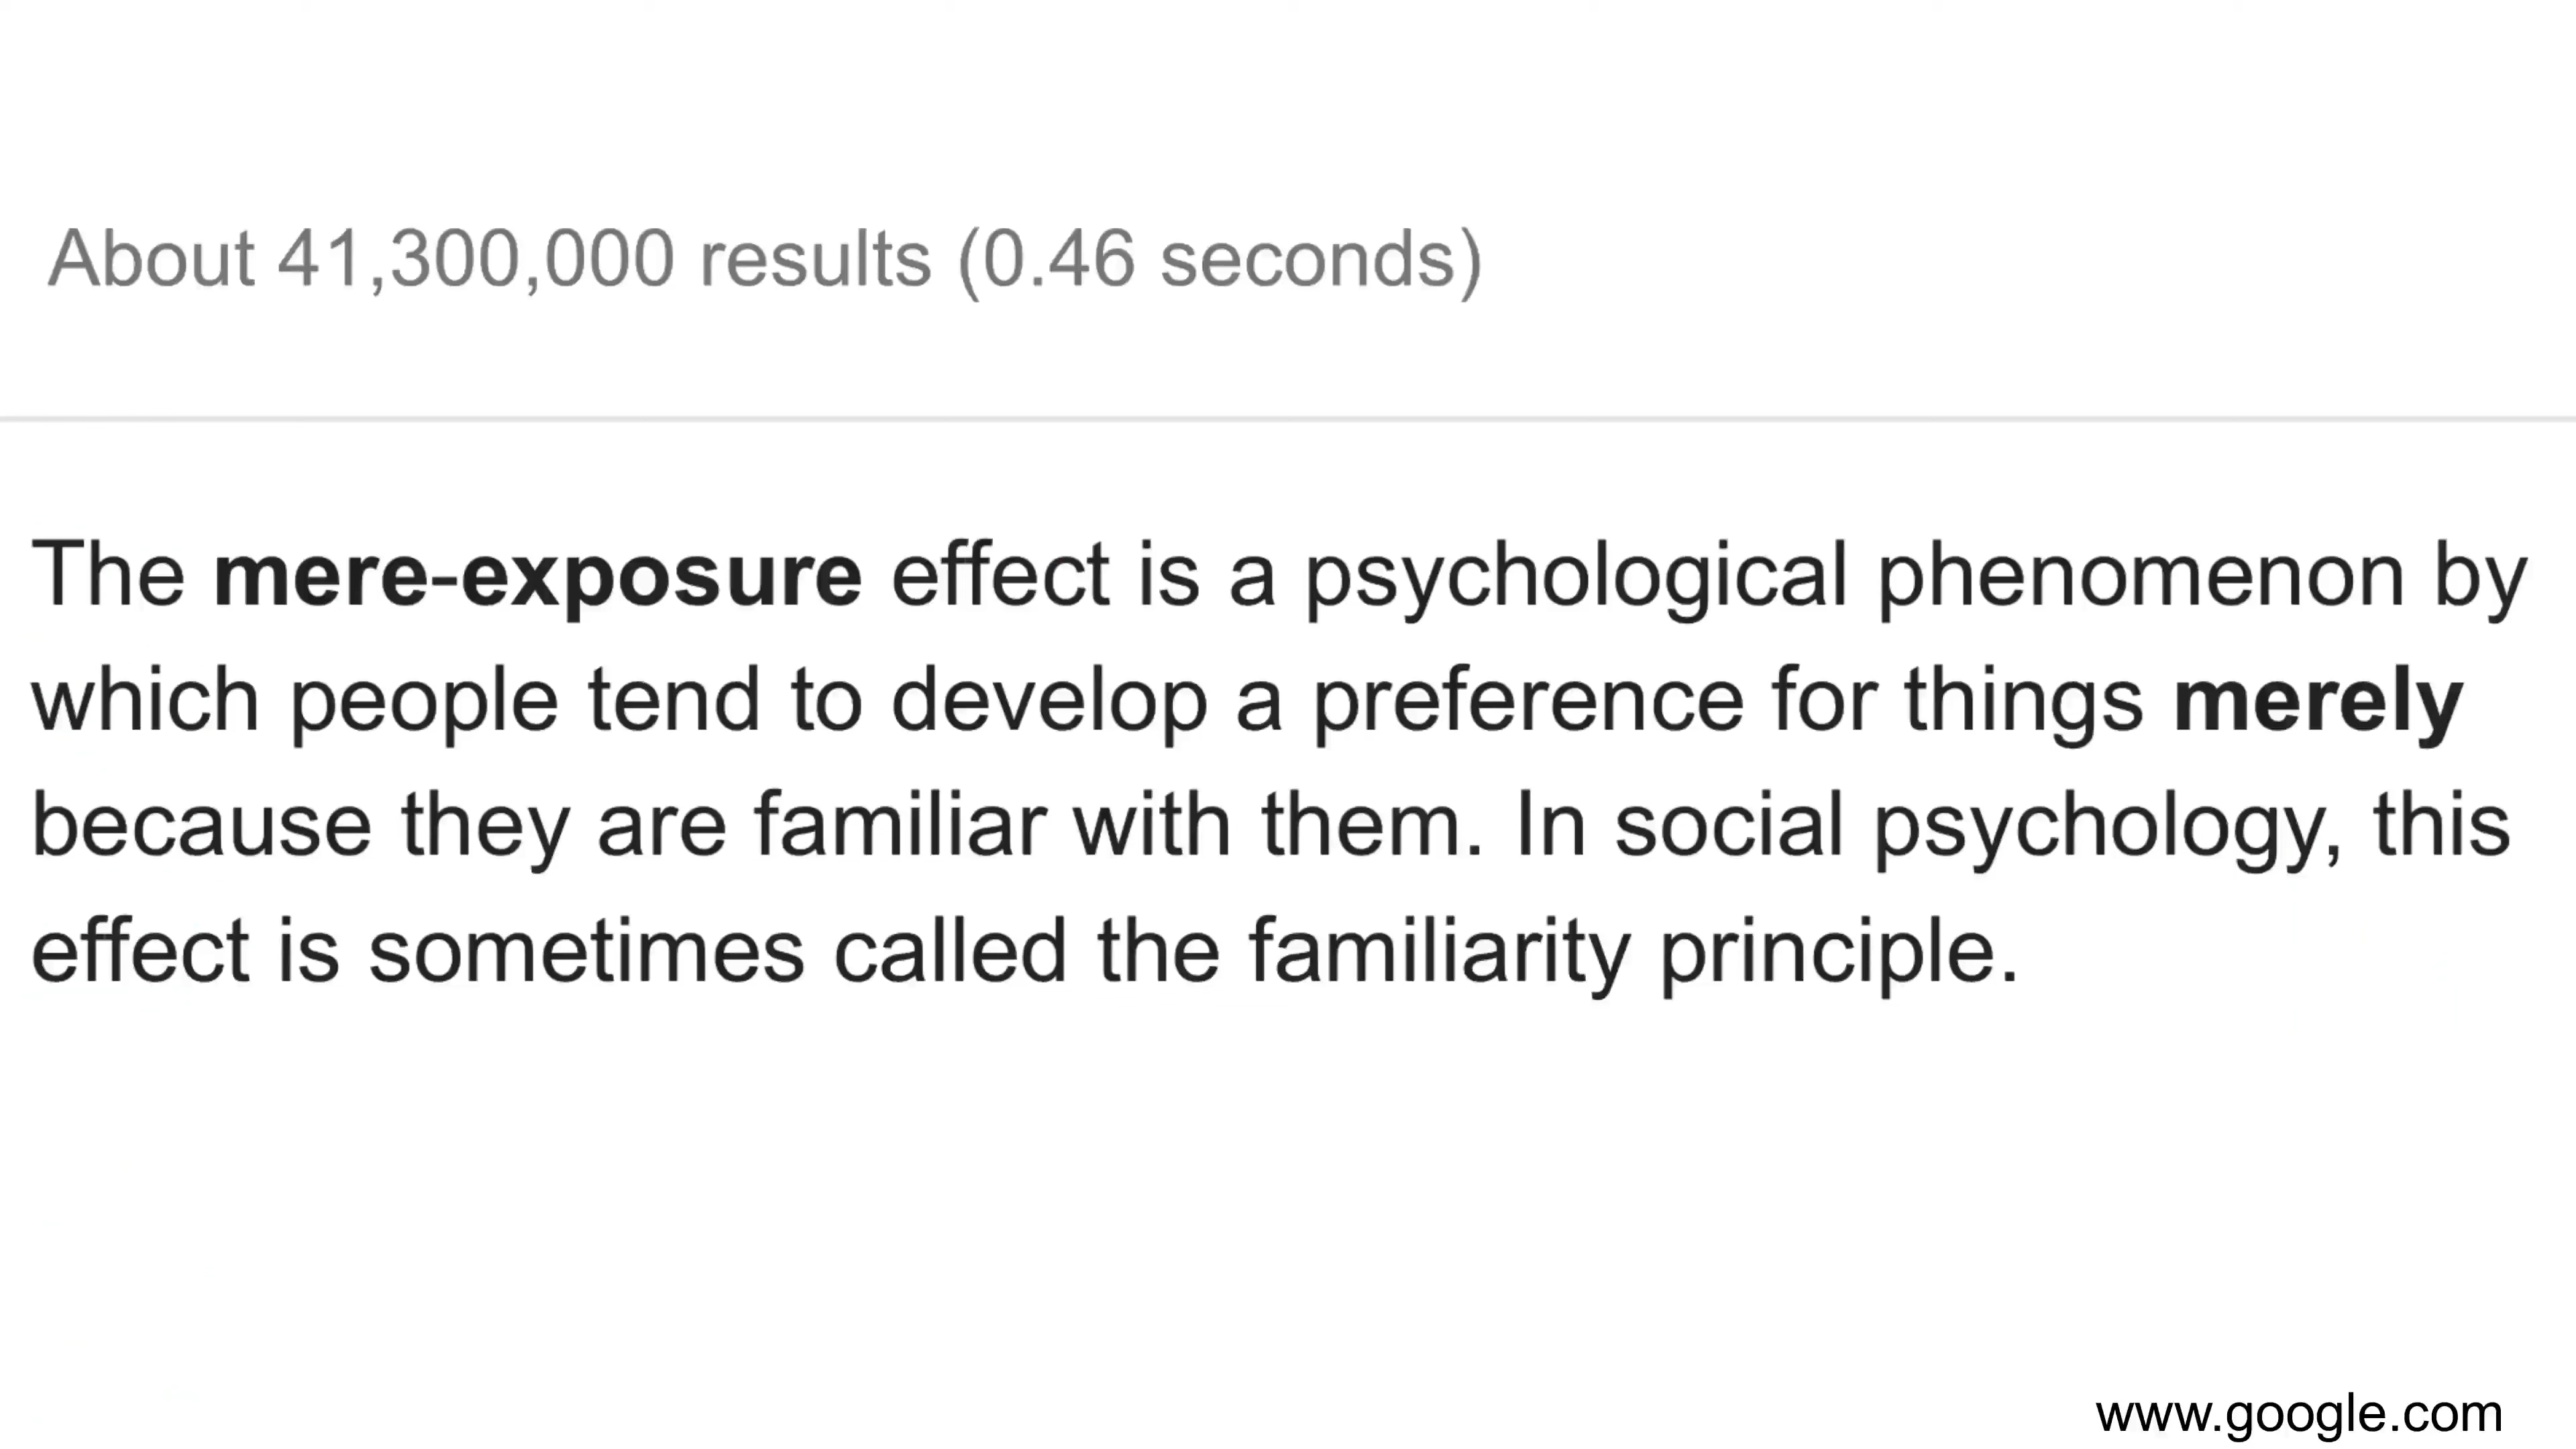 About 41,300,000 results (0.46 seconds)
The mere-exposure effect is a psychological phenomenon by
which people tend to develop a preference for things merely
because they are familiar with them. In social psychology, this
effect is sometimes called the familiarity principle.
www.google.com